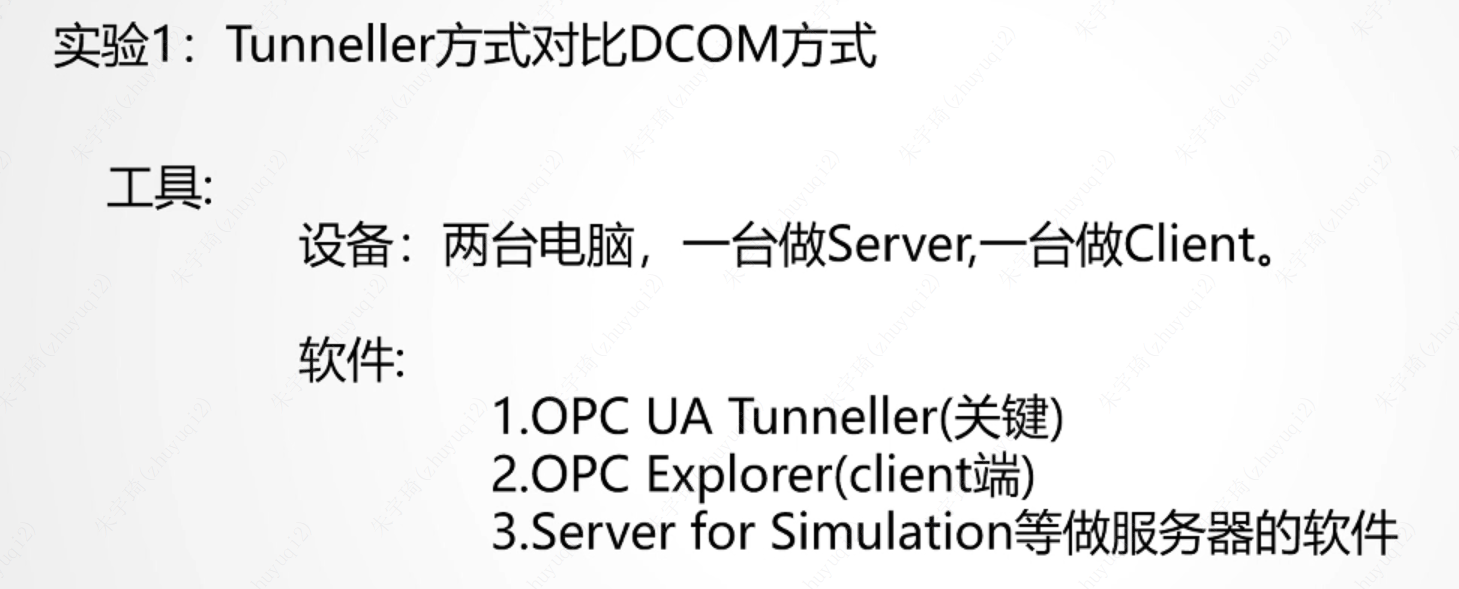 实验1：Tunneller方式对比DCOM方式
工具:
设备：两台电脑，一台做Server,一台做Client。
软件:
1.OPC UA Tunneller(关键)
2.OPC Explorer(client端)
3.Server for Simulation等做服务器的软件
朱宇琦(zhuyuqi2)